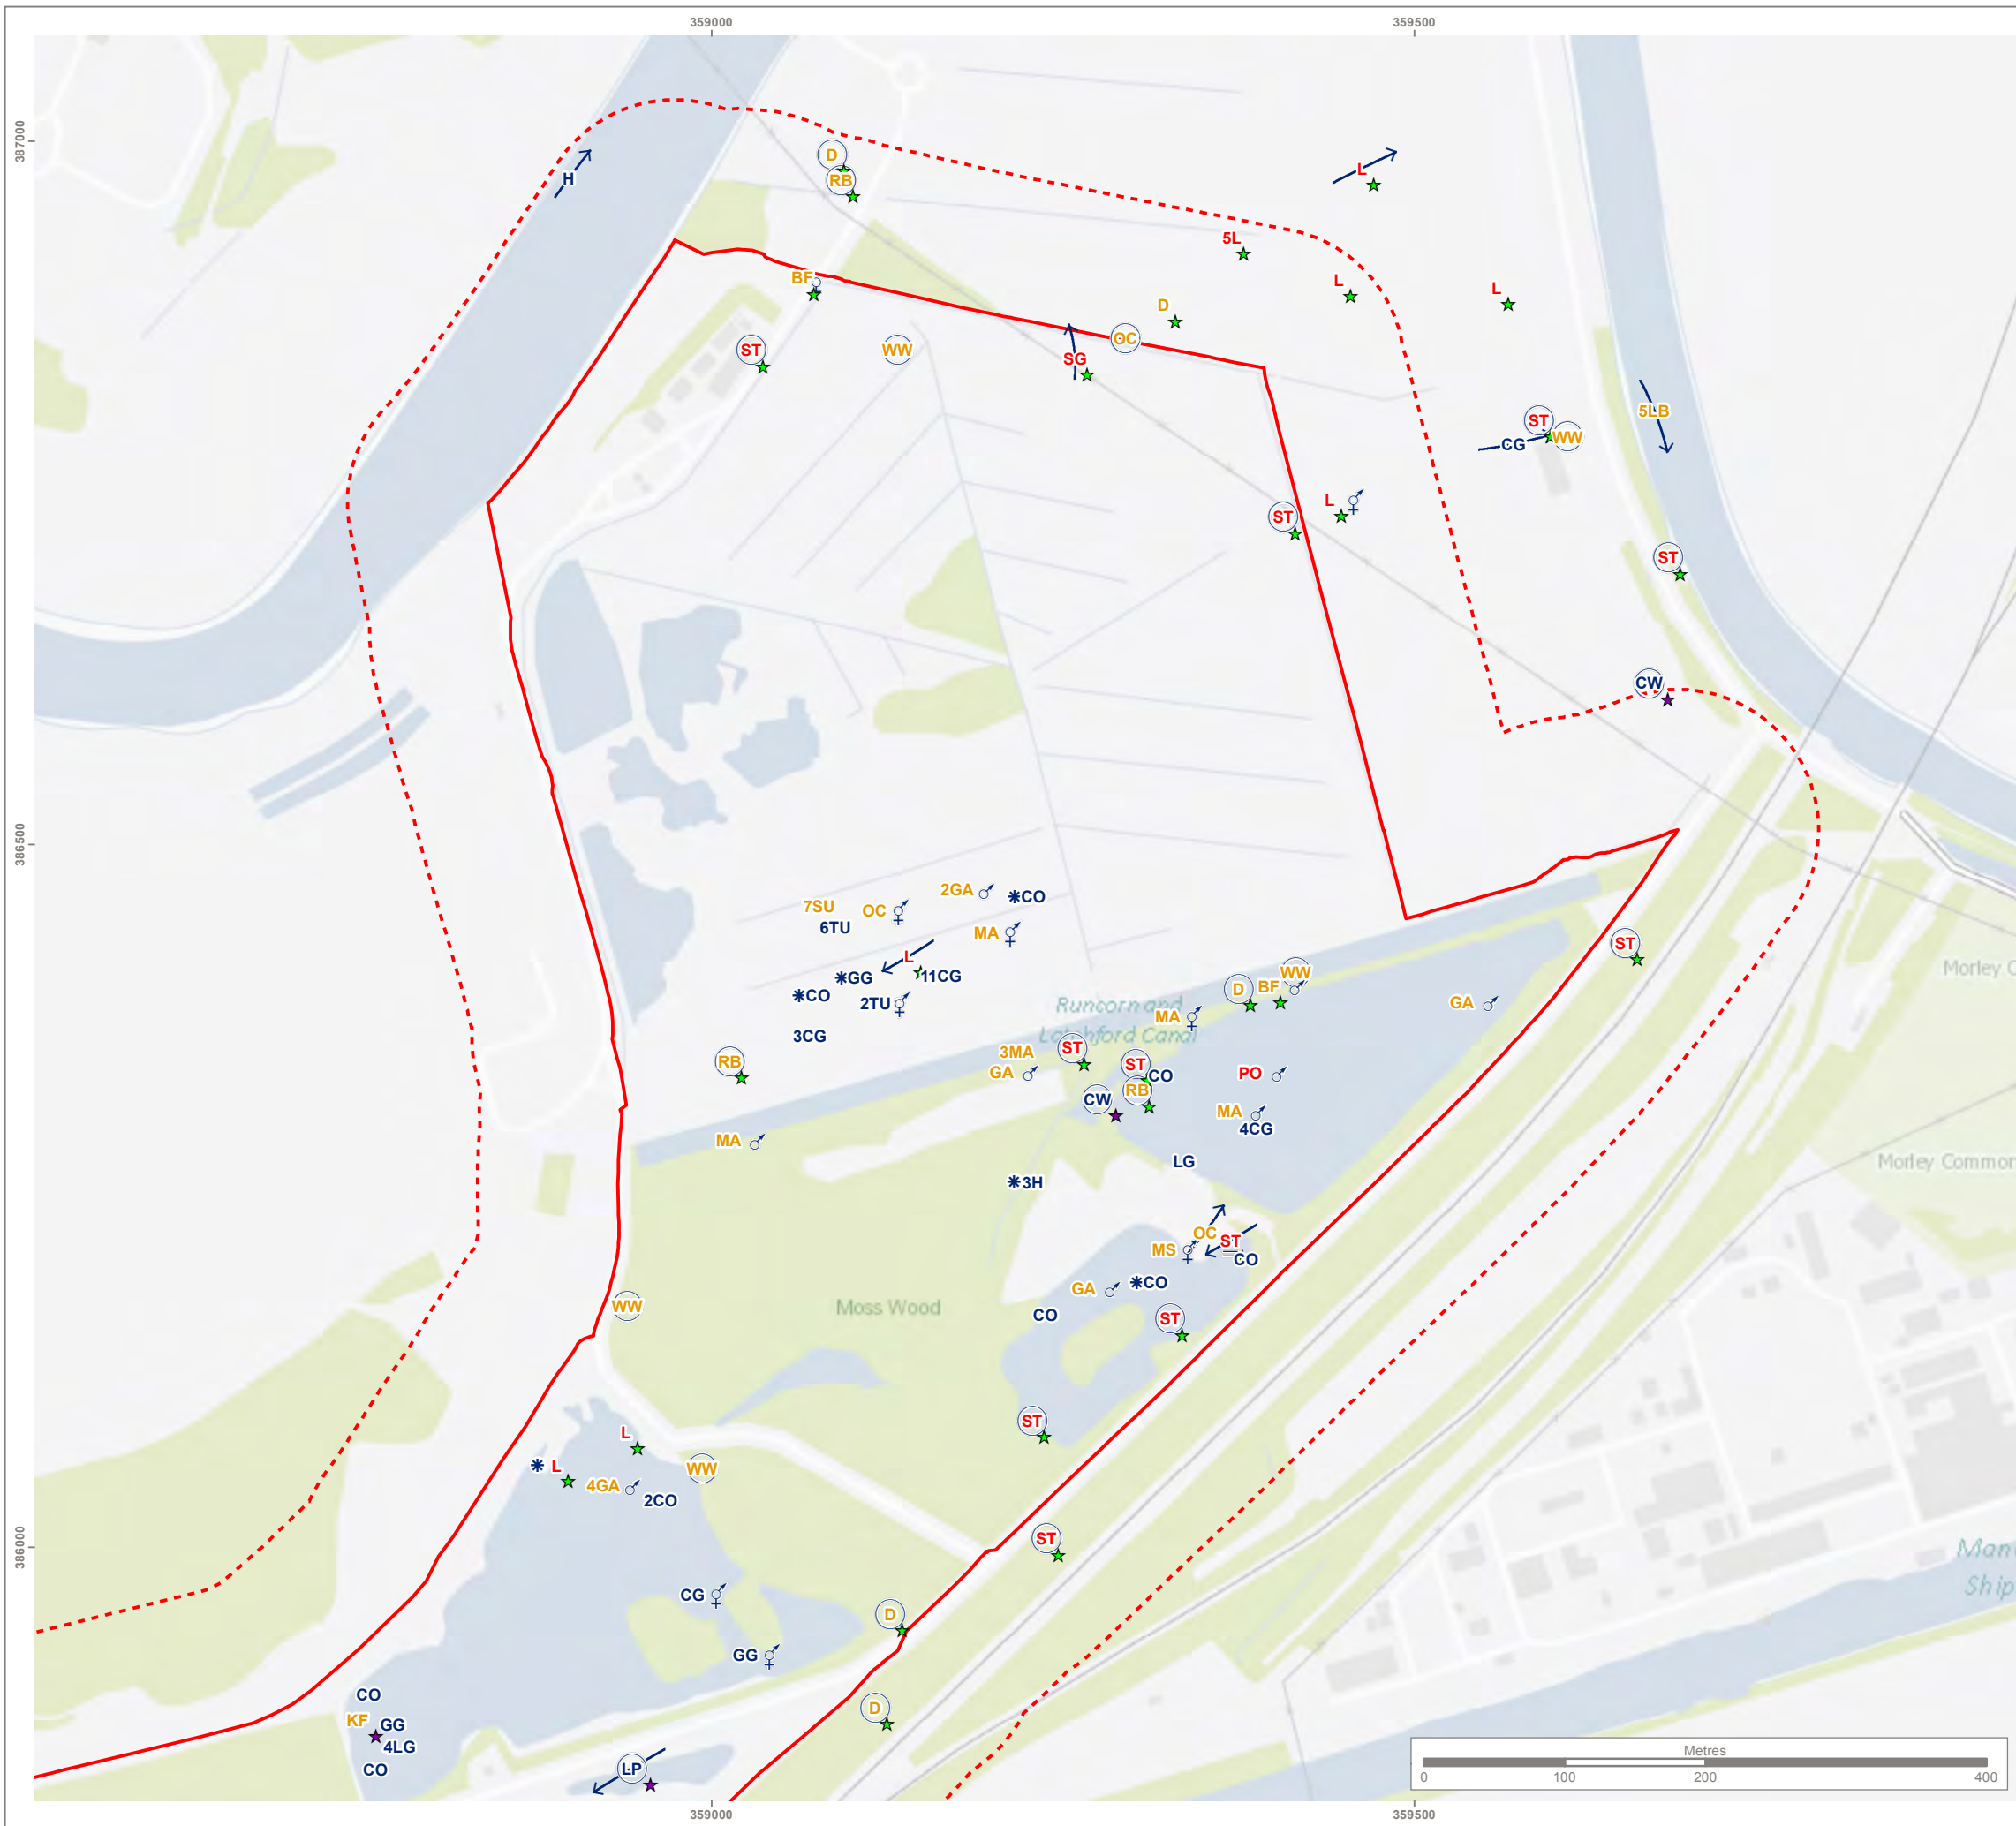 359000
359500
387000
H
D
RB
L
5L
BF
L
L
D
ST
WW
OC
SG
5LB
ST
WW
CG
L
ST
ST
CW
386500
2GA
CO
7SU
OC
6TU
MA
ST
L
GG
11CG
Morley C
CO
2TU
WW
D
BF
GA
Runcorn and
MA
3CG
Latchford Canal
3MA
ST
RB
ST
GA
CO
PO
RB
CW
MA
4CG
MA
LG
Morley Common
3H
OC
ST
MS
CO
CO
GA
WW
Moss Wood
CO
ST
ST
L
L
WW
4GA
2CO
386000
ST
Man
Ship
CG
D
GG
CO
D
KF
GG
4LG
CO
LP
Metres
0
100
200
400
359000
359500